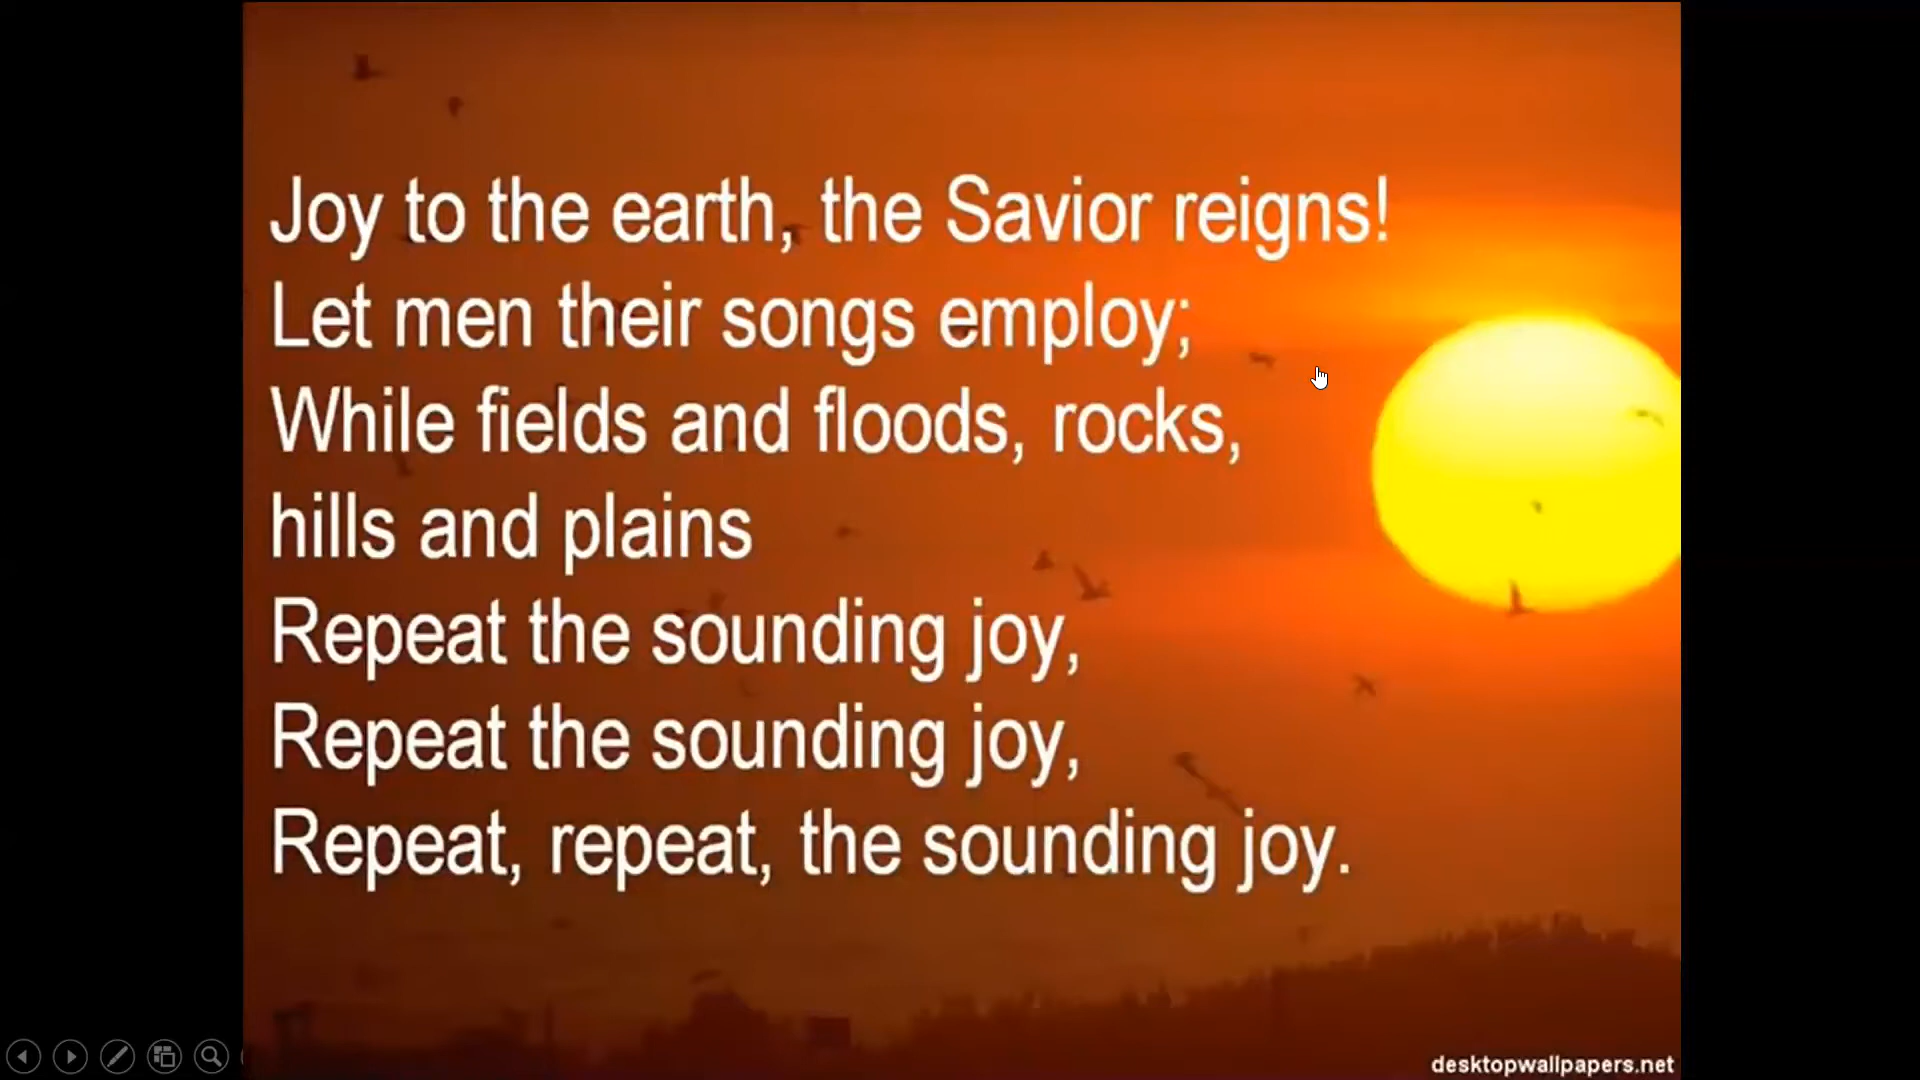 Joy to the earth, the Savior reigns!
Let men their songs employ;
While fields and floods, rocks,
hills and plains
Repeat the sounding joy,
Repeat the sounding joy,
Repeat, repeat, the sounding joy.
desktopwallpapers.net